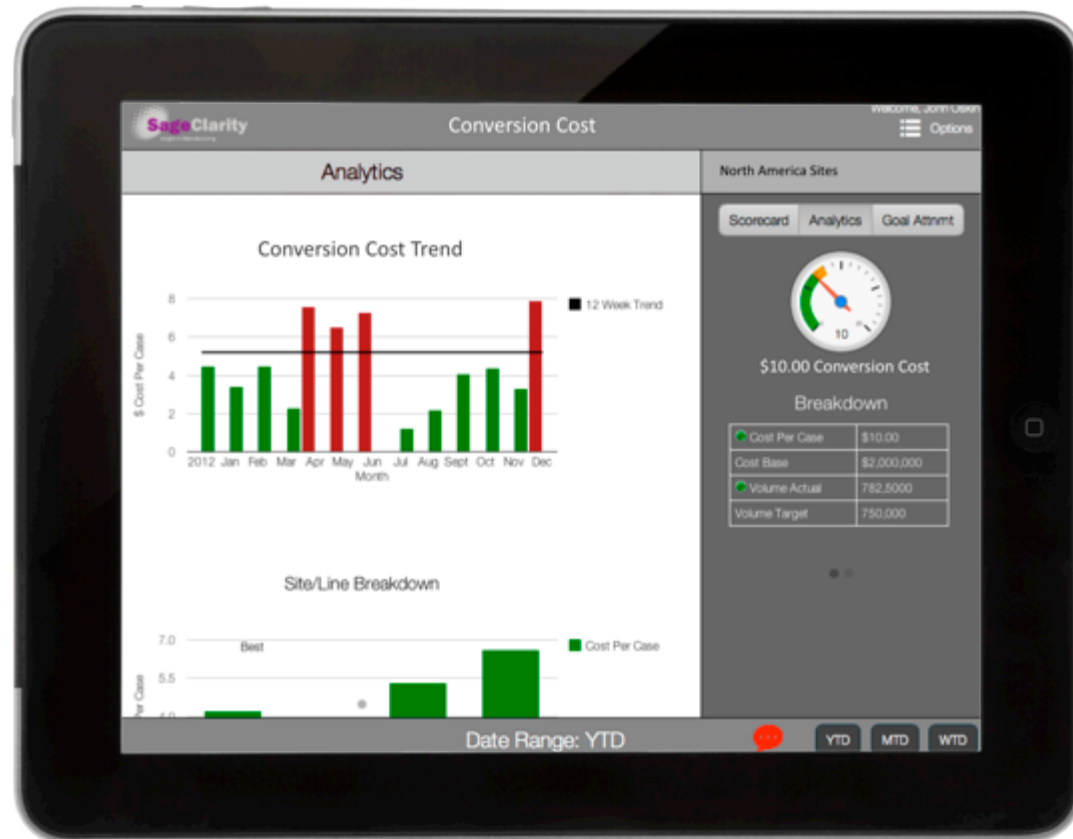 SageClarity
Conversion Cost
Welcome, John
Options
Analytics
North America Sites
Scorecard Analytics Goal Attnmt
Conversion Cost Trend
8
12 Week Trend
6
4
2
0
$ Cost Per Case
2012 Jan Feb Mar Apr May Jun Jul Aug Sept Oct Nov Dec
Month
10
$10.00 Conversion Cost
Breakdown
Cost Per Case $10.00
Cost Base $2,000,000
Volume Actual 782,5000
Volume Target 750,000
Site/Line Breakdown
7.0
Best
Cost Per Case
5.5
4.0
Per Case
Date Range: YTD
YTD MTD WTD